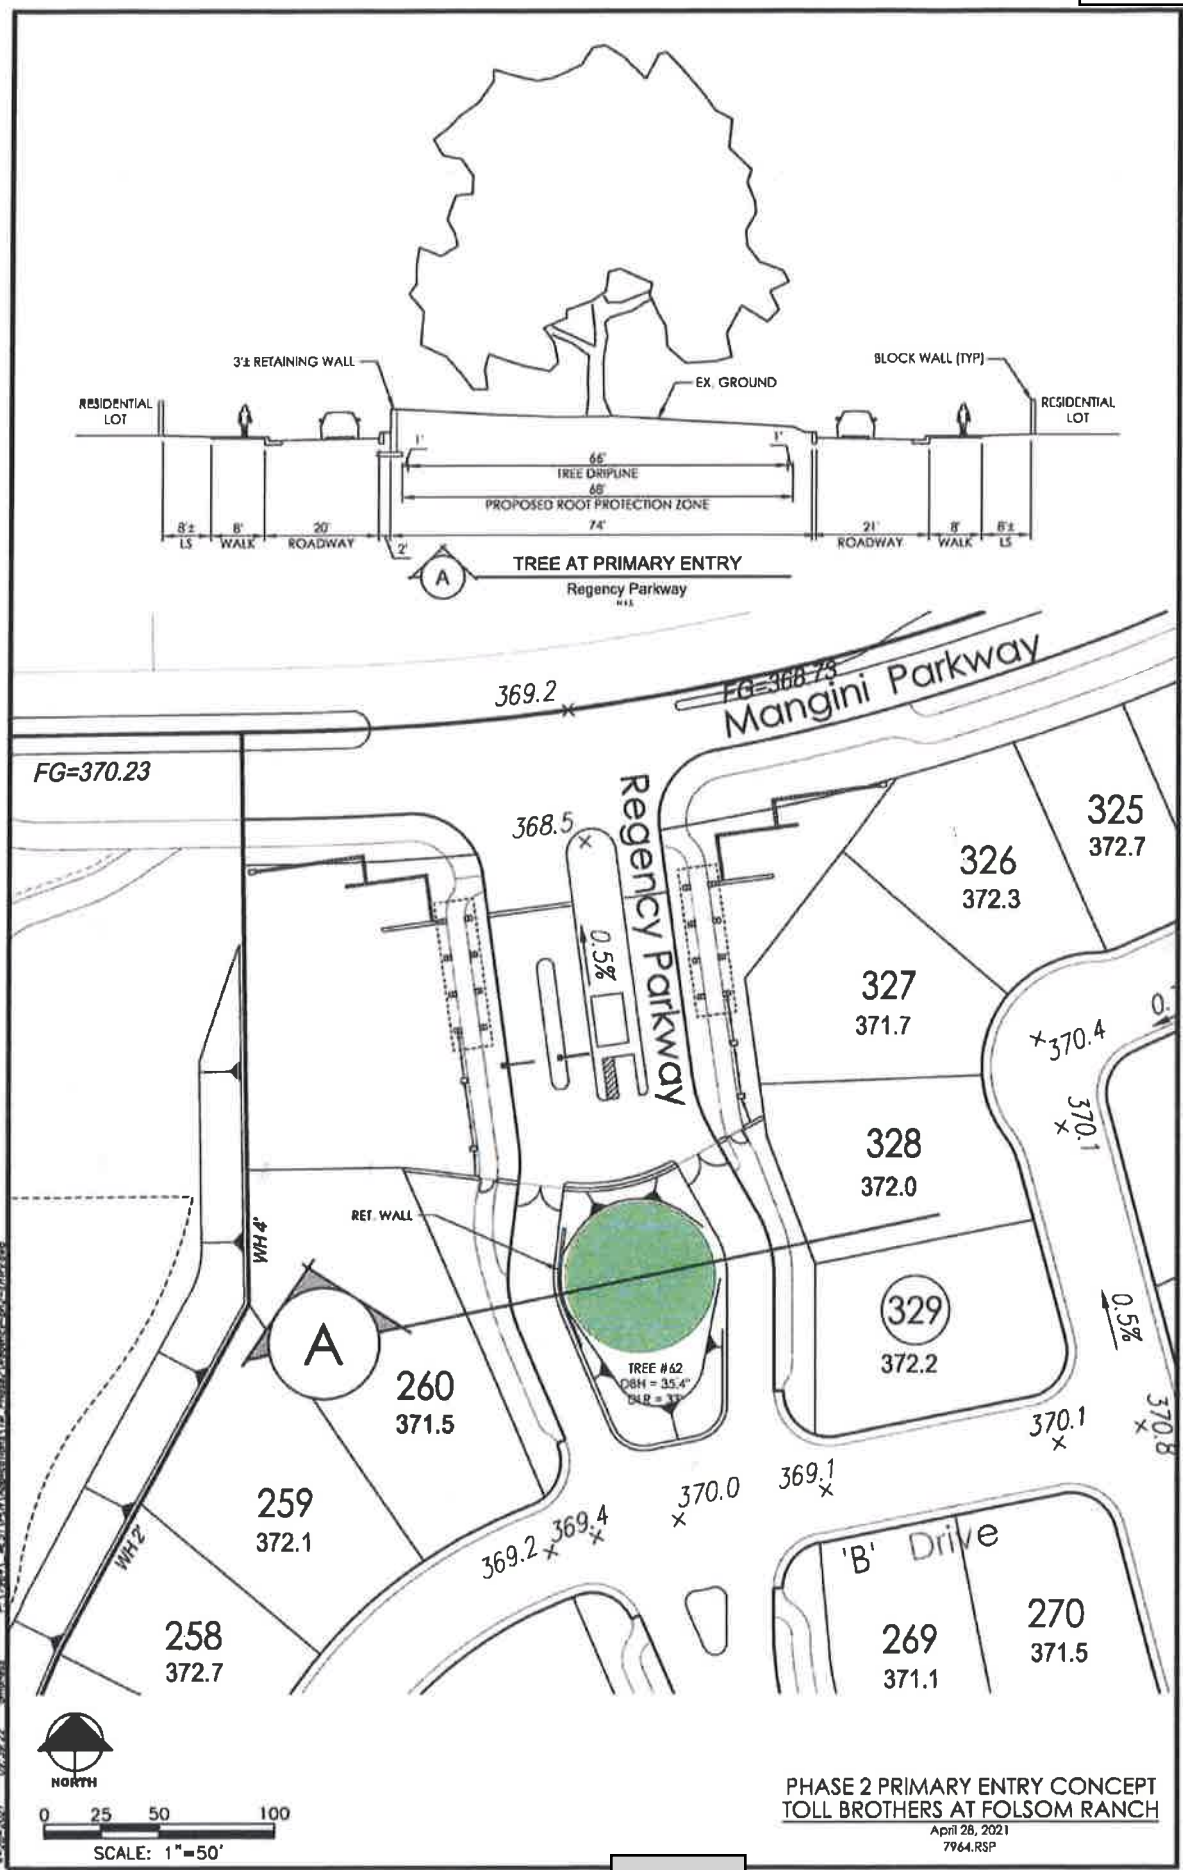 3'± RETAINING WALL
BLOCK WALL (TYP)
EX. GROUND
RESIDENTIAL
LOT
RESIDENTIAL
LOT
1'
1'
66'
TREE DRIPLINE
68'
PROPOSED ROOT PROTECTION ZONE
8'±
LS
8'
WALK
20'
ROADWAY
2'
74'
21'
ROADWAY
8'
WALK
8'±
LS
A
TREE AT PRIMARY ENTRY
Regency Parkway
N.T.S.
369.2
FG=368.73
Mangini Parkway
FG=370.23
368.5
Regency Parkway
0.5%
325
372.7
326
372.3
327
371.7
370.4
370.1
328
372.0
RET. WALL
WH 4'
A
329
372.2
0.5%
TREE #62
DBH = 35.4"
DLR = 33'
260
371.5
370.1
370.8
369.1
370.0
259
372.1
369.4
369.2
WH 2'
'B' Drive
258
372.7
269
371.1
270
371.5
NORTH
0 25 50 100
SCALE: 1"=50'
PHASE 2 PRIMARY ENTRY CONCEPT
TOLL BROTHERS AT FOLSOM RANCH
April 28, 2021
7964.RSP